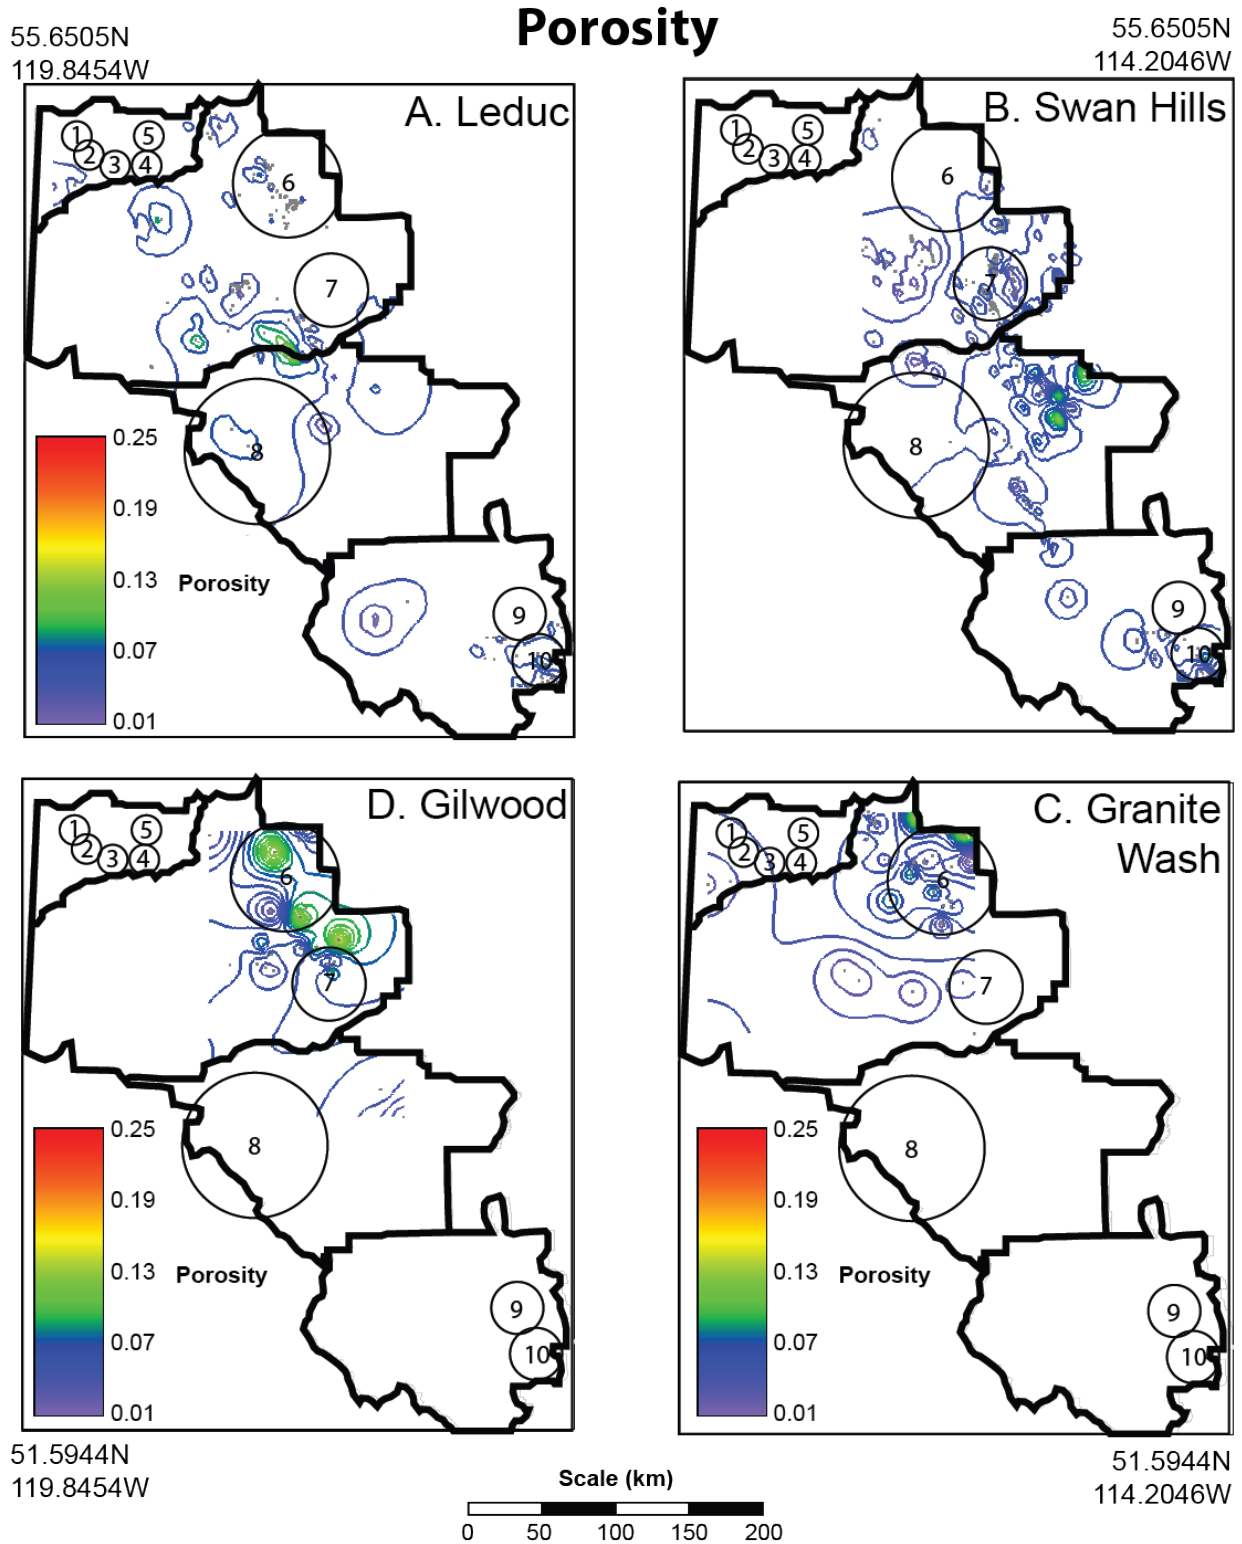 Porosity
55.6505N
119.8454W
55.6505N
114.2046W
A. Leduc
1
2
3
4
5
6
7
8
9
10
0.25
0.19
0.13
0.07
0.01
Porosity
B. Swan Hills
1
2
3
4
5
6
7
8
9
10
D. Gilwood
1
2
3
4
5
6
7
8
9
10
0.25
0.19
0.13
0.07
0.01
Porosity
C. Granite
Wash
1
2
3
4
5
6
7
8
9
10
0.25
0.19
0.13
0.07
0.01
Porosity
51.5944N
119.8454W
Scale (km)
0 50 100 150 200
51.5944N
114.2046W